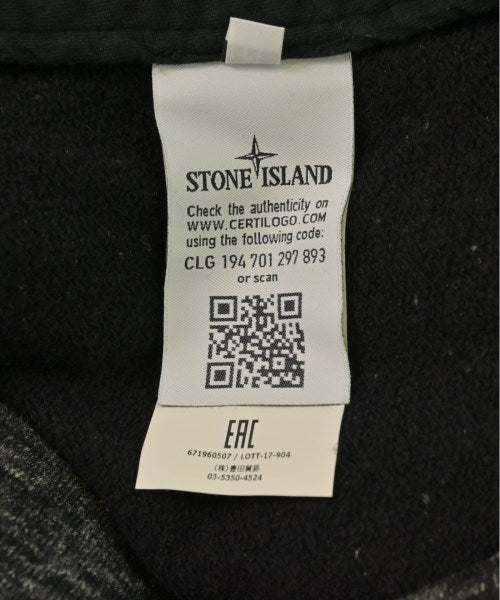 STONE ISLAND
Check the authenticity on
WWW.CERTILOGO.COM
using the following code:
CLG 194 701 297 893
or scan
EAC
671960507 / LOTT-17-904
(株)豊田貿易
03-5350-4524